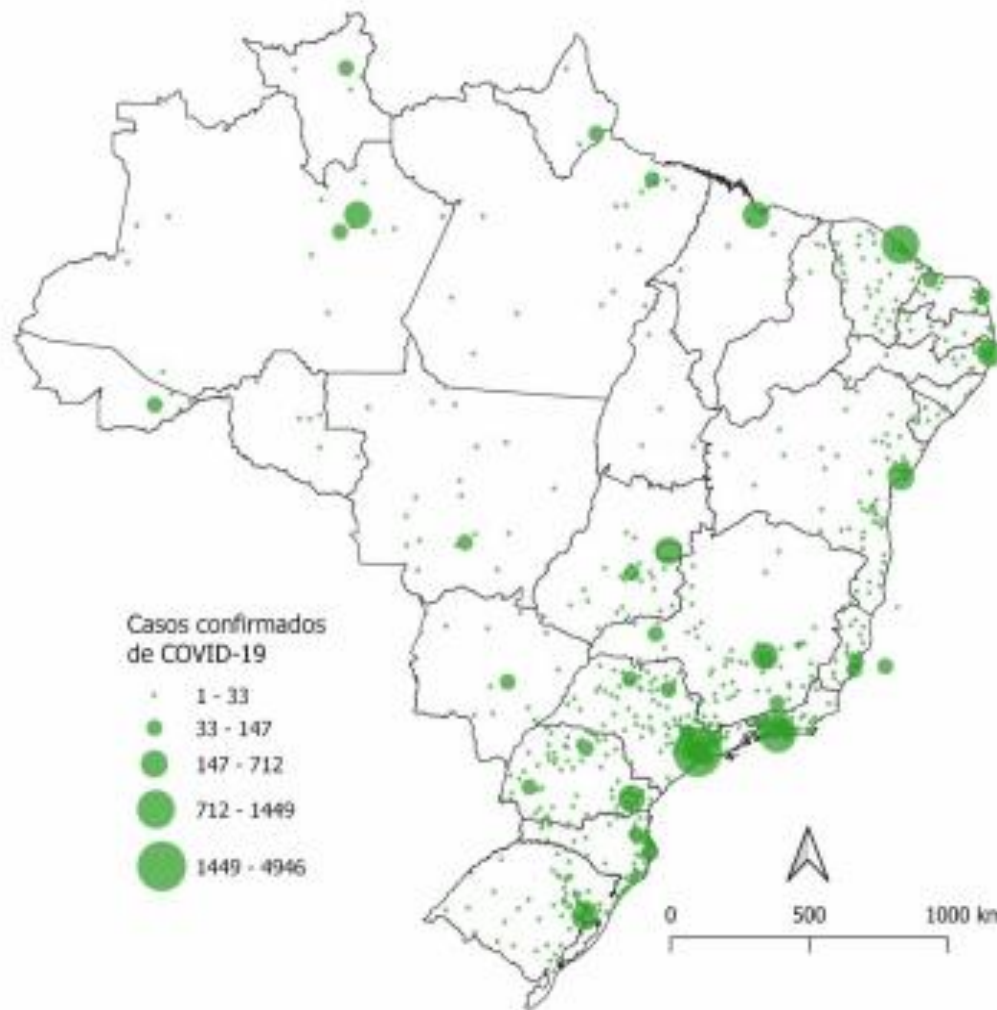 Casos confirmados
de COVID-19
1 - 33
33 - 147
147 - 712
712 - 1449
1449 - 4946
0 500 1000 km